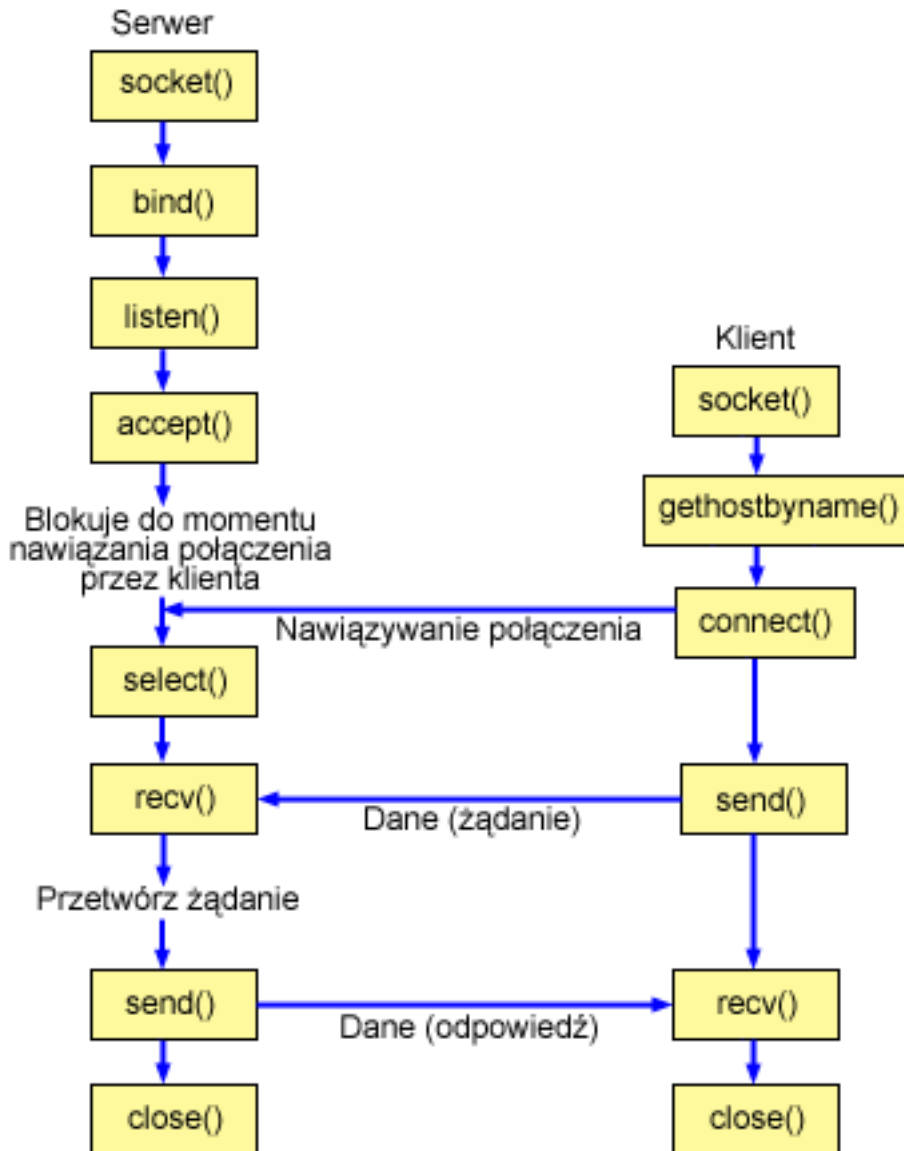 Serwer
socket()
bind()
listen()
accept()
Blokuje do momentu
nawiązania połączenia
przez klienta
select()
recv()
Przetwórz żądanie
send()
close()
Klient
socket()
gethostbyname()
connect()
Nawiązywanie połączenia
send()
Dane (żądanie)
recv()
Dane (odpowiedź)
close()